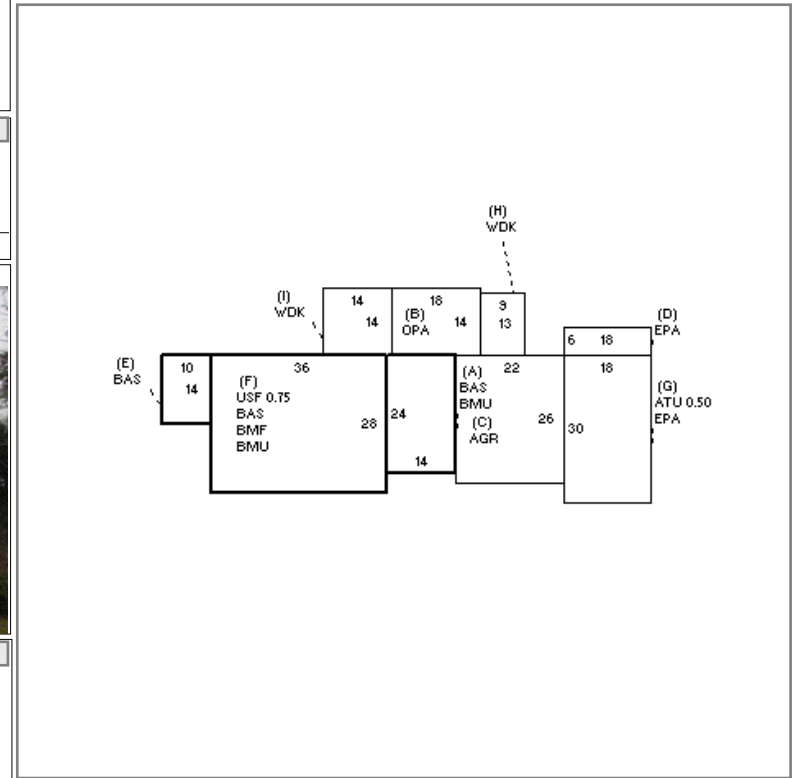 (H)
WDK
(I)
WDK
14
14
18
(B)
OPA
14
9
13
(D)
EPA
6 18
(E)
BAS
10
14
36
(F)
USF 0.75
BAS
BMF
BMU
28
24
14
(A)
BAS
BMU
22
(C)
AGR
26
18
30
(G)
ATU 0.50
EPA